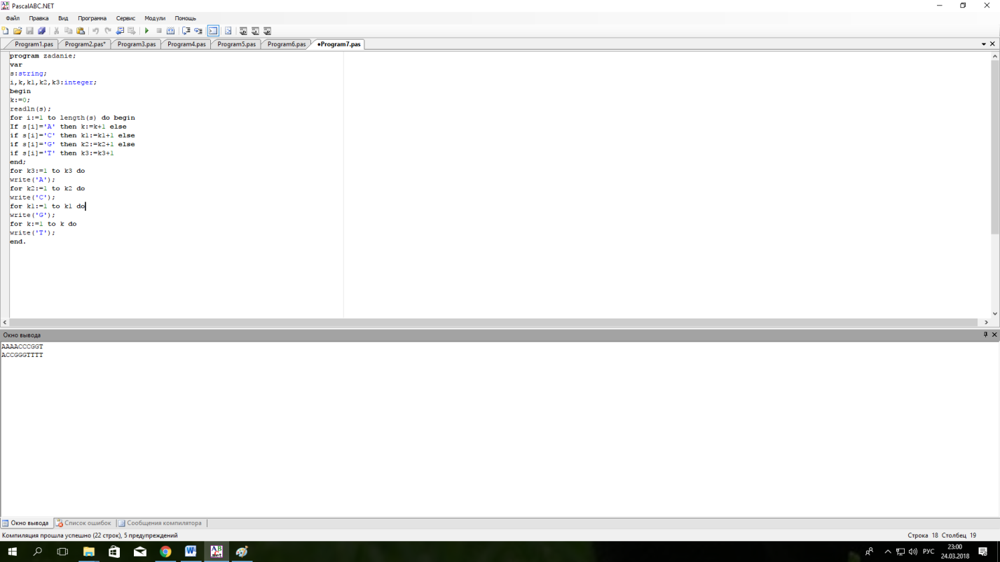 PascalABC.NET
Файл Правка Вид Программа Сервис Модули Помощь
Program1.pas Program2.pas* Program3.pas Program4.pas Program5.pas Program6.pas •Program7.pas
program zadanie;
var
s:string;
i,k,k1,k2,k3:integer;
begin
k:=0;
readln(s);
for i:=1 to length(s) do begin
If s[i]='A' then k:=k+1 else
if s[i]='C' then k1:=k1+1 else
if s[i]='G' then k2:=k2+1 else
if s[i]='T' then k3:=k3+1
end;
for k3:=1 to k3 do
write('A');
for k2:=1 to k2 do
write('C');
for k1:=1 to k1 do
write('G');
for k:=1 to k do
write('T');
end.
Окно вывода
AAAACCCGGT
ACCGGGTTTT
Окно вывода Список ошибок Сообщения компилятора
Компиляция прошла успешно (22 строк), 5 предупреждений Строка 18 Столбец 19
РУС 23:00
24.03.2018